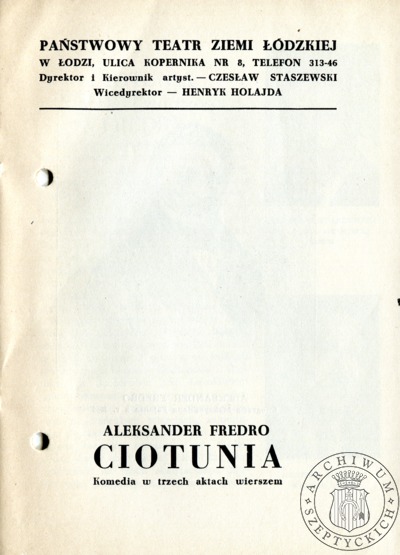 PAŃSTWOWY TEATR ZIEMI ŁÓDZKIEJ
W ŁODZI, ULICA KOPERNIKA NR 8, TELEFON 313-46
Dyrektor i Kierownik artyst. — CZESŁAW STASZEWSKI
Wicedyrektor — HENRYK HOLAJDA
ALEKSANDER FREDRO
CIOTUNIA
Komedia w trzech aktach wierszem
ARCHIWUM
SZEPTYCKICH